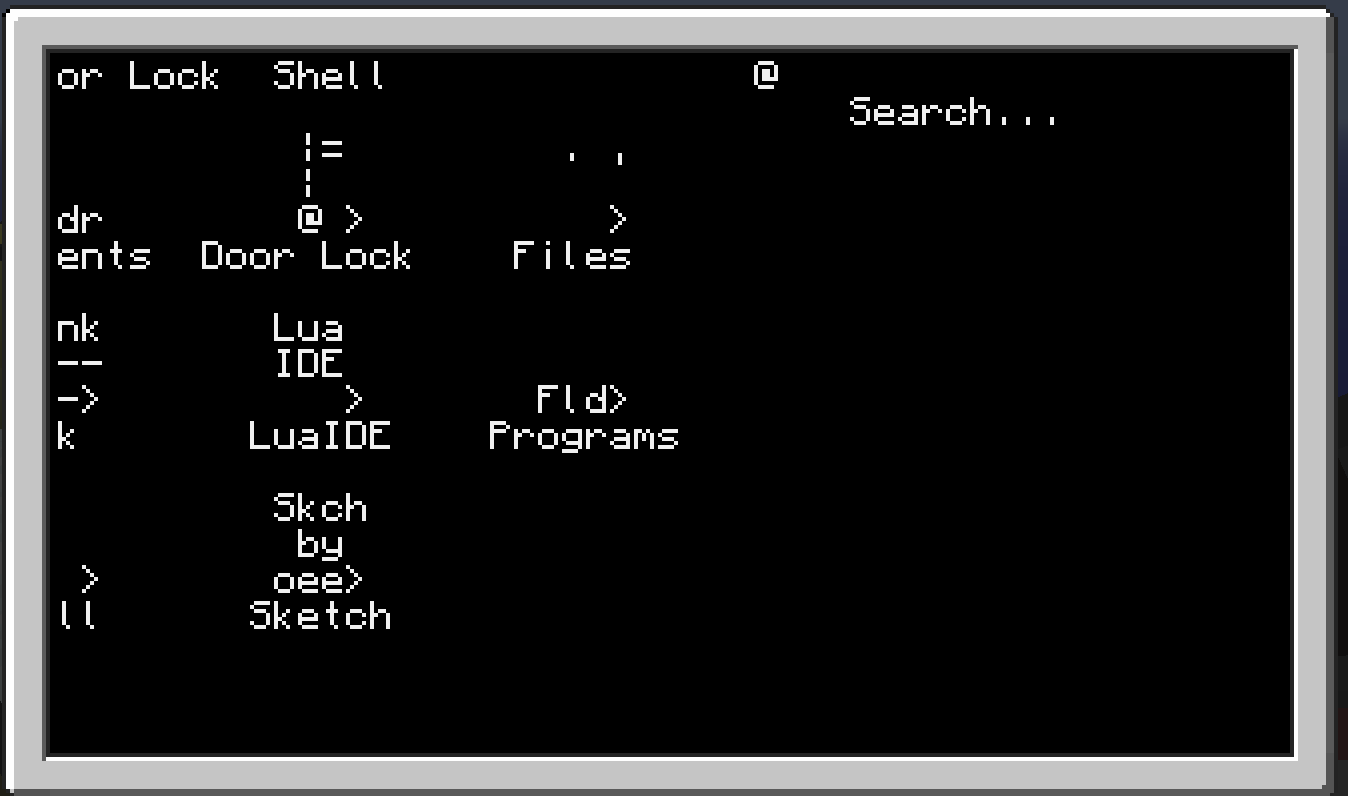 or Lock Shell @
Search...
¦= . ,
¦
dr @ > >
ents Door Lock Files
nk Lua
-- IDE
-> > Fld>
k LuaIDE Programs
Skch
by
> oee>
ll Sketch